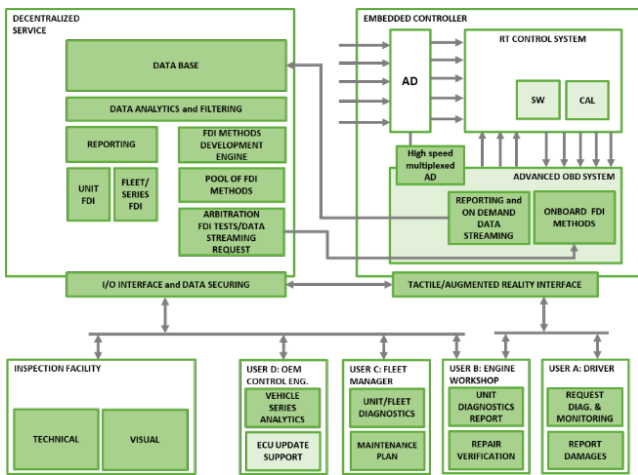 DECENTRALIZED
SERVICE
DATA BASE
DATA ANALYTICS and FILTERING
REPORTING
FDI METHODS
DEVELOPMENT
ENGINE
UNIT
FDI
FLEET/
SERIES
FDI
POOL OF FDI
METHODS
ARBITRATION
FDI TESTS/DATA
STREAMING
REQUEST
I/O INTERFACE and DATA SECURING
EMBEDDED CONTROLLER
AD
RT CONTROL SYSTEM
SW
CAL
High speed
multiplexed
AD
ADVANCED OBD SYSTEM
REPORTING and
ON DEMAND
DATA
STREAMING
ONBOARD FDI
METHODS
TACTILE/AUGMENTED REALITY INTERFACE
INSPECTION FACILITY
TECHNICAL
VISUAL
USER D: OEM
CONTROL ENG.
VEHICLE
SERIES
ANALYTICS
ECU UPDATE
SUPPORT
USER C: FLEET
MANAGER
UNIT/FLEET
DIAGNOSTICS
MAINTENANCE
PLAN
USER B: ENGINE
WORKSHOP
UNIT
DIAGNOSTICS
REPORT
REPAIR
VERIFICATION
USER A: DRIVER
REQUEST
DIAG. &
MONITORING
REPORT
DAMAGES